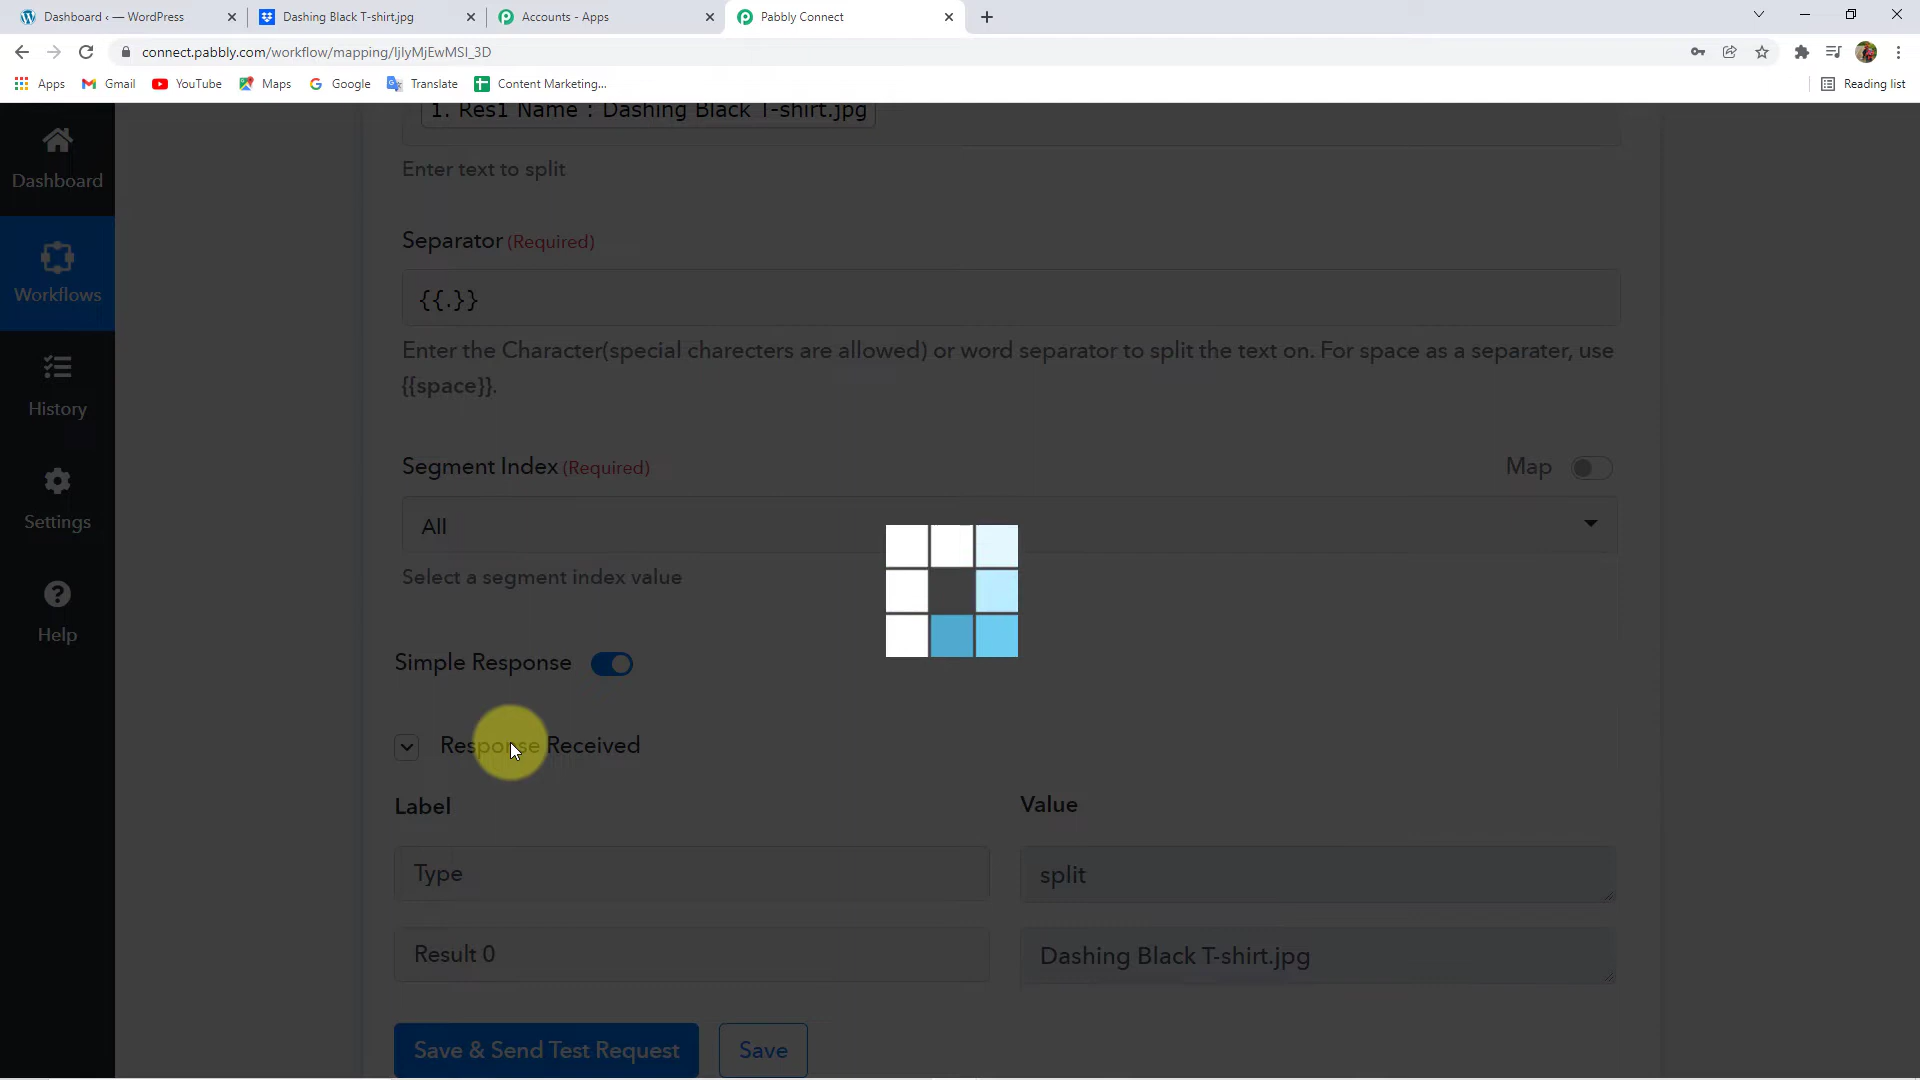 Dashboard ‹ — WordPress
Dashing Black T-shirt.jpg
Accounts - Apps
Pabbly Connect
connect.pabbly.com/workflow/mapping/IjIyMjEwMSI_3D
Apps
Gmail
YouTube
Maps
Google
Translate
Content Marketing...
Reading list
Dashboard
Workflows
History
Settings
Help
1. Res1 Name : Dashing Black T-shirt.jpg
Enter text to split
Separator (Required)
{{.}}
Enter the Character(special charecters are allowed) or word separator to split the text on. For space as a separater, use
{{space}}.
Segment Index (Required)
Map
All
Select a segment index value
Simple Response
Response Received
Label
Value
Type
split
Result 0
Dashing Black T-shirt.jpg
Save & Send Test Request
Save